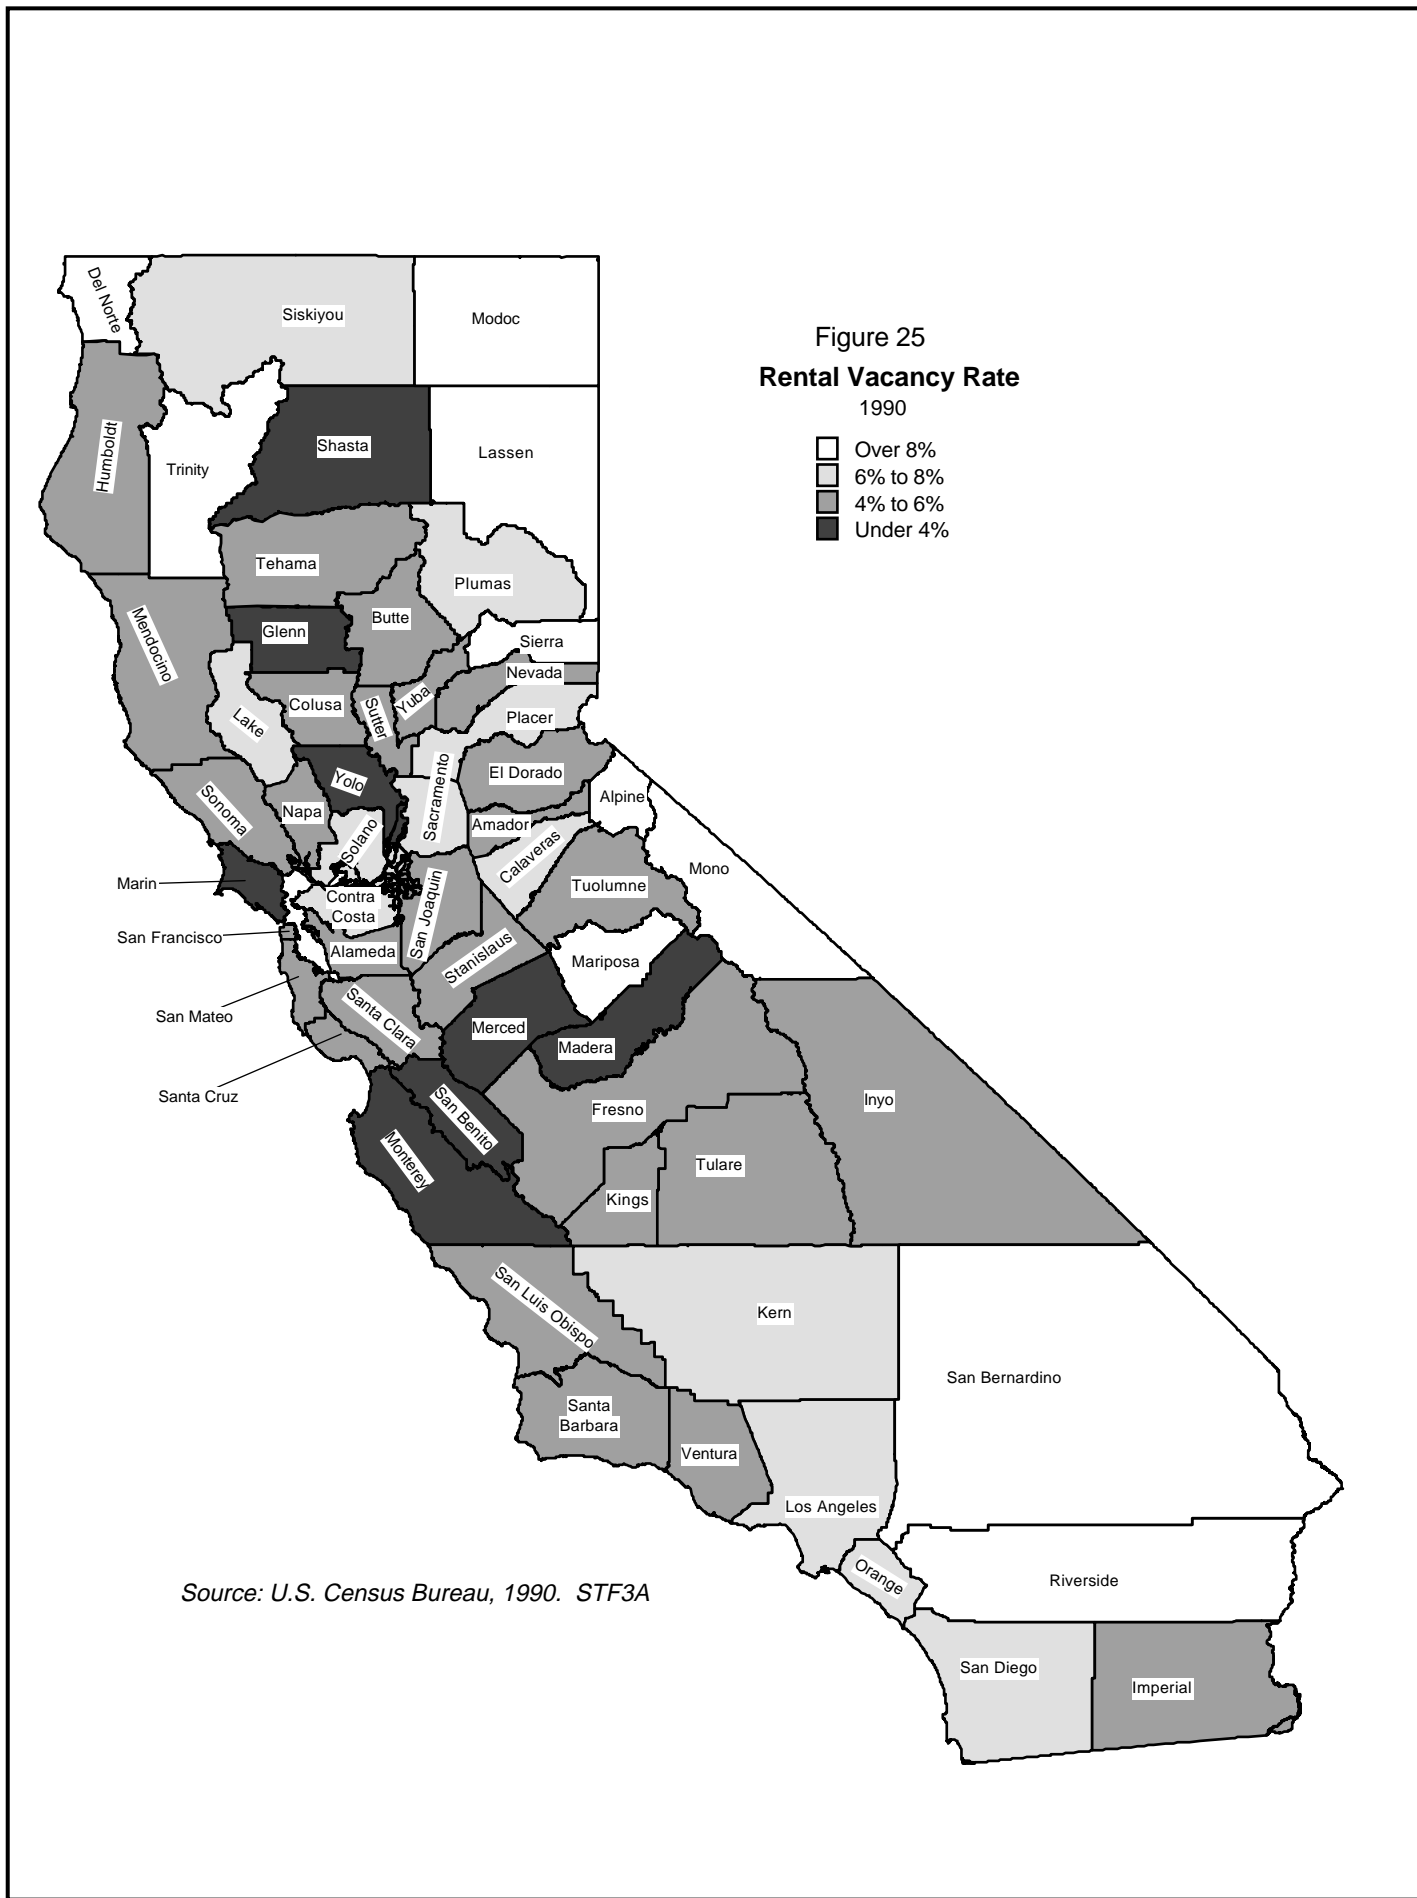 Figure 25
Rental Vacancy Rate
1990
Over 8%
6% to 8%
4% to 6%
Under 4%
Del Norte
Siskiyou
Modoc
Humboldt
Trinity
Shasta
Lassen
Tehama
Plumas
Mendocino
Glenn
Butte
Sierra
Nevada
Lake
Colusa
Sutter
Yuba
Placer
Sonoma
Napa
Yolo
Sacramento
El Dorado
Alpine
Solano
Amador
Calaveras
Mono
Marin
Contra
Costa
San Joaquin
Tuolumne
San Francisco
Alameda
Stanislaus
Mariposa
San Mateo
Santa Clara
Merced
Madera
Santa Cruz
San Benito
Fresno
Inyo
Monterey
Kings
Tulare
San Luis Obispo
Kern
San Bernardino
Santa
Barbara
Ventura
Los Angeles
Orange
Riverside
Source: U.S. Census Bureau, 1990. STF3A
San Diego
Imperial